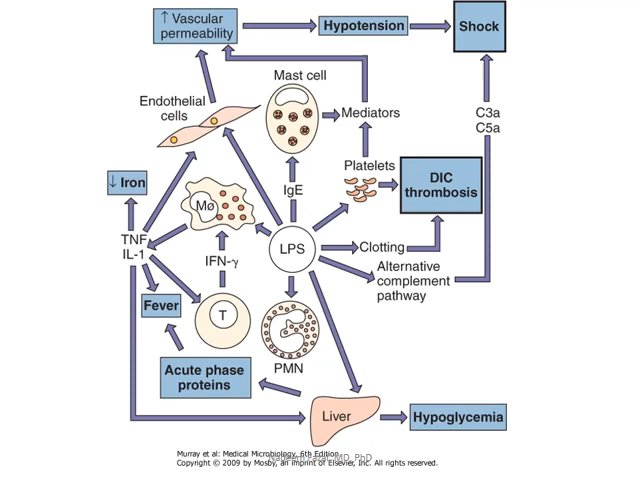 ↑ Vascular
permeability
Hypotension
Shock
Mast cell
Endothelial
cells
Mediators
C3a
C5a
Platelets
DIC
thrombosis
↓ Iron
IgE
Mø
TNF
IL-1
IFN-γ
LPS
Clotting
Alternative
complement
pathway
Fever
T
PMN
Acute phase
proteins
Liver
Hypoglycemia
Murray et al: Medical Microbiology, 6th Edition.
Copyright © 2009 by Mosby, an imprint of Elsevier, Inc. All rights reserved.
MD, PhD